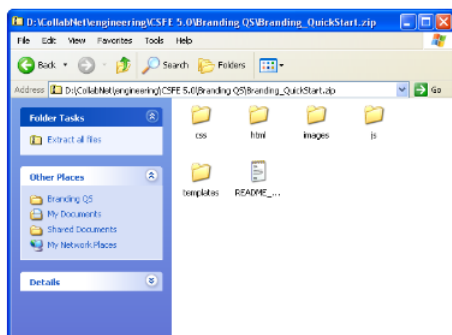 D:\CollabNet\engineering\CSFE 5.0\Branding QS\Branding_QuickStart.zip
File Edit View Favorites Tools Help
Back Search Folders
Address D:\CollabNet\engineering\CSFE 5.0\Branding QS\Branding_QuickStart.zip Go
Folder Tasks
Extract all files
Other Places
Branding QS
My Documents
Shared Documents
My Network Places
Details
css html images js
templates README_...